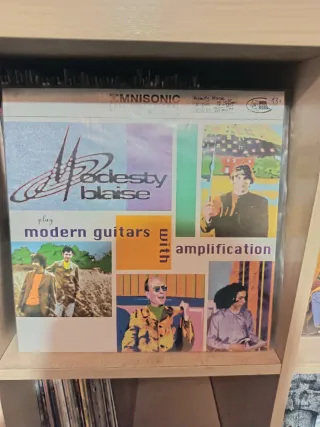 OMNISONIC
Modesty
blaise
play
modern guitars
with
amplification